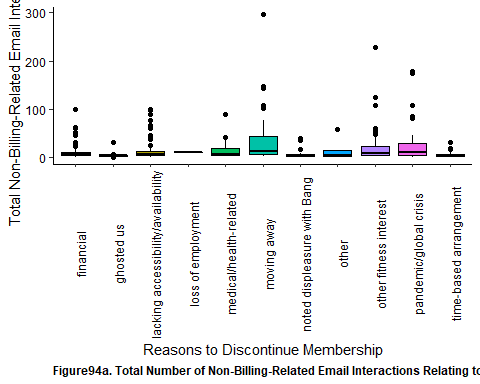 Total Non-Billing-Related Email Inte
300
200
100
0
financial
ghosted us
lacking accessibility/availability
loss of employment
medical/health-related
moving away
noted displeasure with Bang
other
other fitness interest
pandemic/global crisis
time-based arrangement
Reasons to Discontinue Membership
Figure94a. Total Number of Non-Billing-Related Email Interactions Relating to